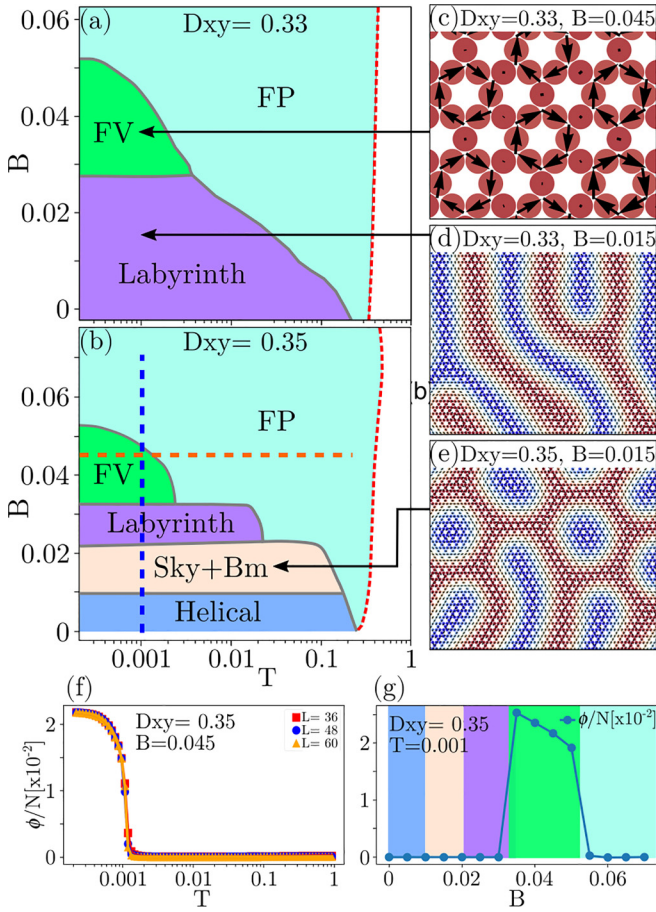 (a)
Dxy= 0.33
0.06
0.04
0.02
0
B
FP
FV
Labyrinth
(b)
Dxy= 0.35
0.06
0.04
0.02
0
B
FP
FV
Labyrinth
Sky+Bm
Helical
0.001
0.01
0.1
1
T
(b
(c) Dxy=0.33, B=0.045
(d) Dxy=0.33, B=0.015
(e) Dxy=0.35, B=0.015
(f)
Dxy= 0.35
B=0.045
L= 36
L= 48
L= 60
2
1
0
ϕ/N[x10⁻²]
0.001
0.01
0.1
1
T
(g)
Dxy= 0.35
T=0.001
ϕ/N[x10⁻²]
2
1
0
0
0.02
0.04
0.06
B